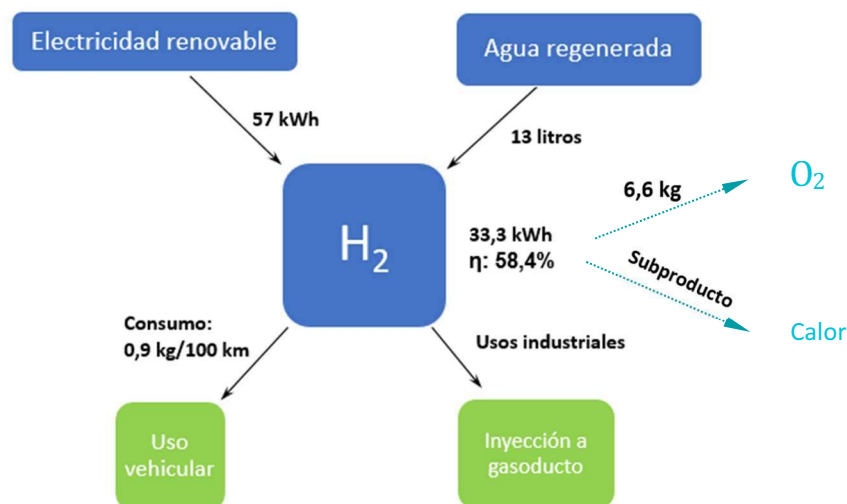 Electricidad renovable
Agua regenerada
57 kWh
13 litros
H₂
33,3 kWh
η: 58,4%
6,6 kg
O₂
Subproducto
Calor
Consumo:
0,9 kg/100 km
Usos industriales
Uso
vehicular
Inyección a
gasoducto